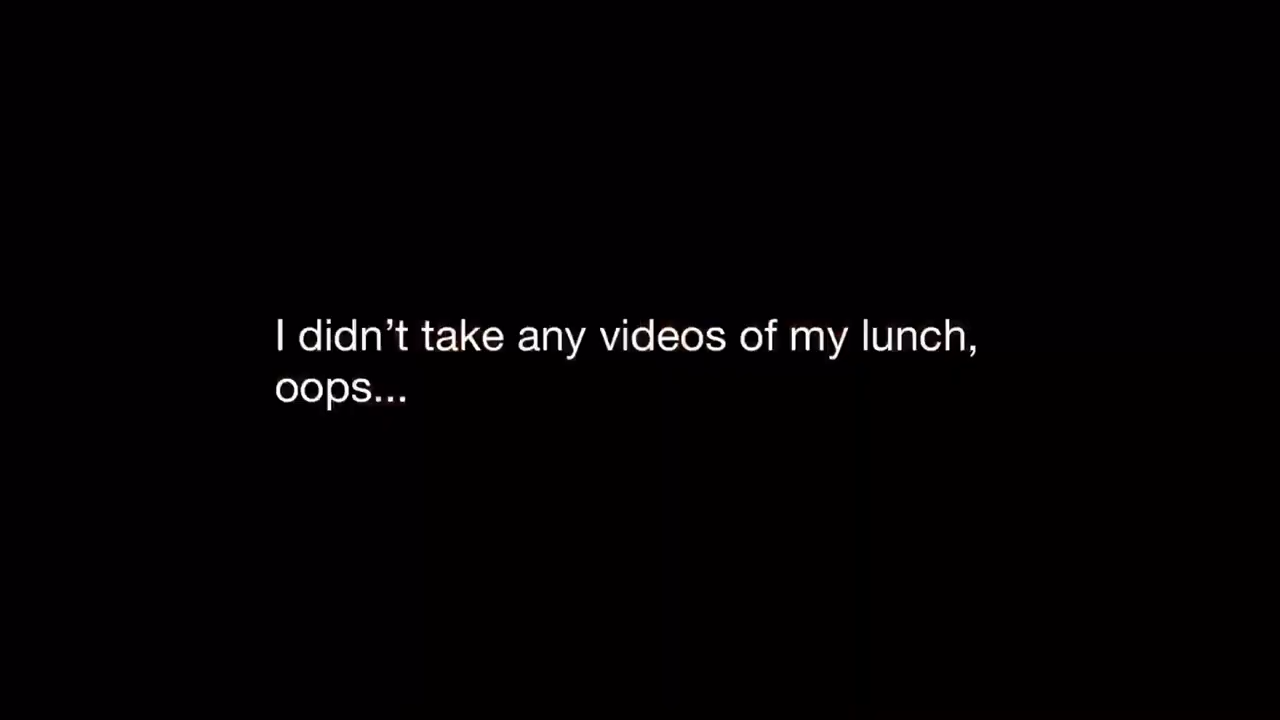 I didn’t take any videos of my lunch,
oops...